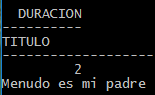 DURACION
----------
TITULO
--------------------
2
Menudo es mi padre